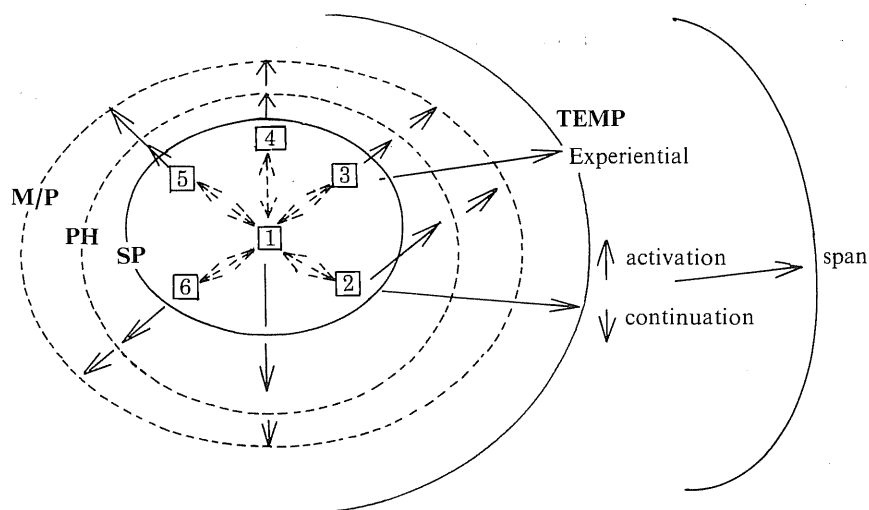 TEMP
Experiential
4
5
3
M/P
PH
1
SP
activation
span
6
2
continuation